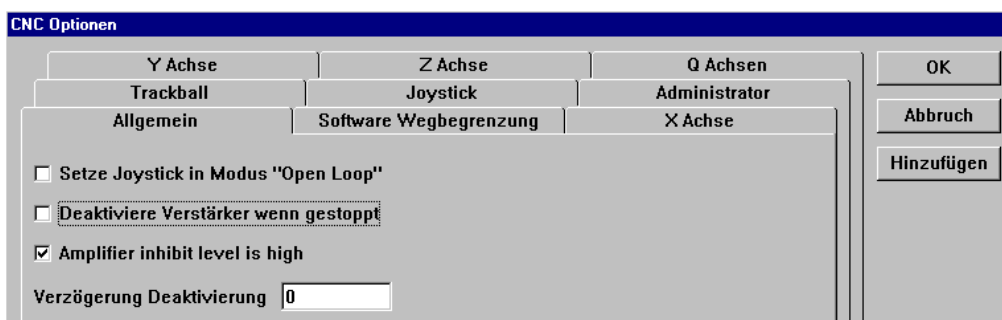 CNC Optionen
Y Achse Z Achse Q Achsen
Trackball Joystick Administrator
Allgemein Software Wegbegrenzung X Achse
OK
Abbruch
Hinzufügen
Setze Joystick in Modus "Open Loop"
Deaktiviere Verstärker wenn gestoppt
Amplifier inhibit level is high
Verzögerung Deaktivierung 0